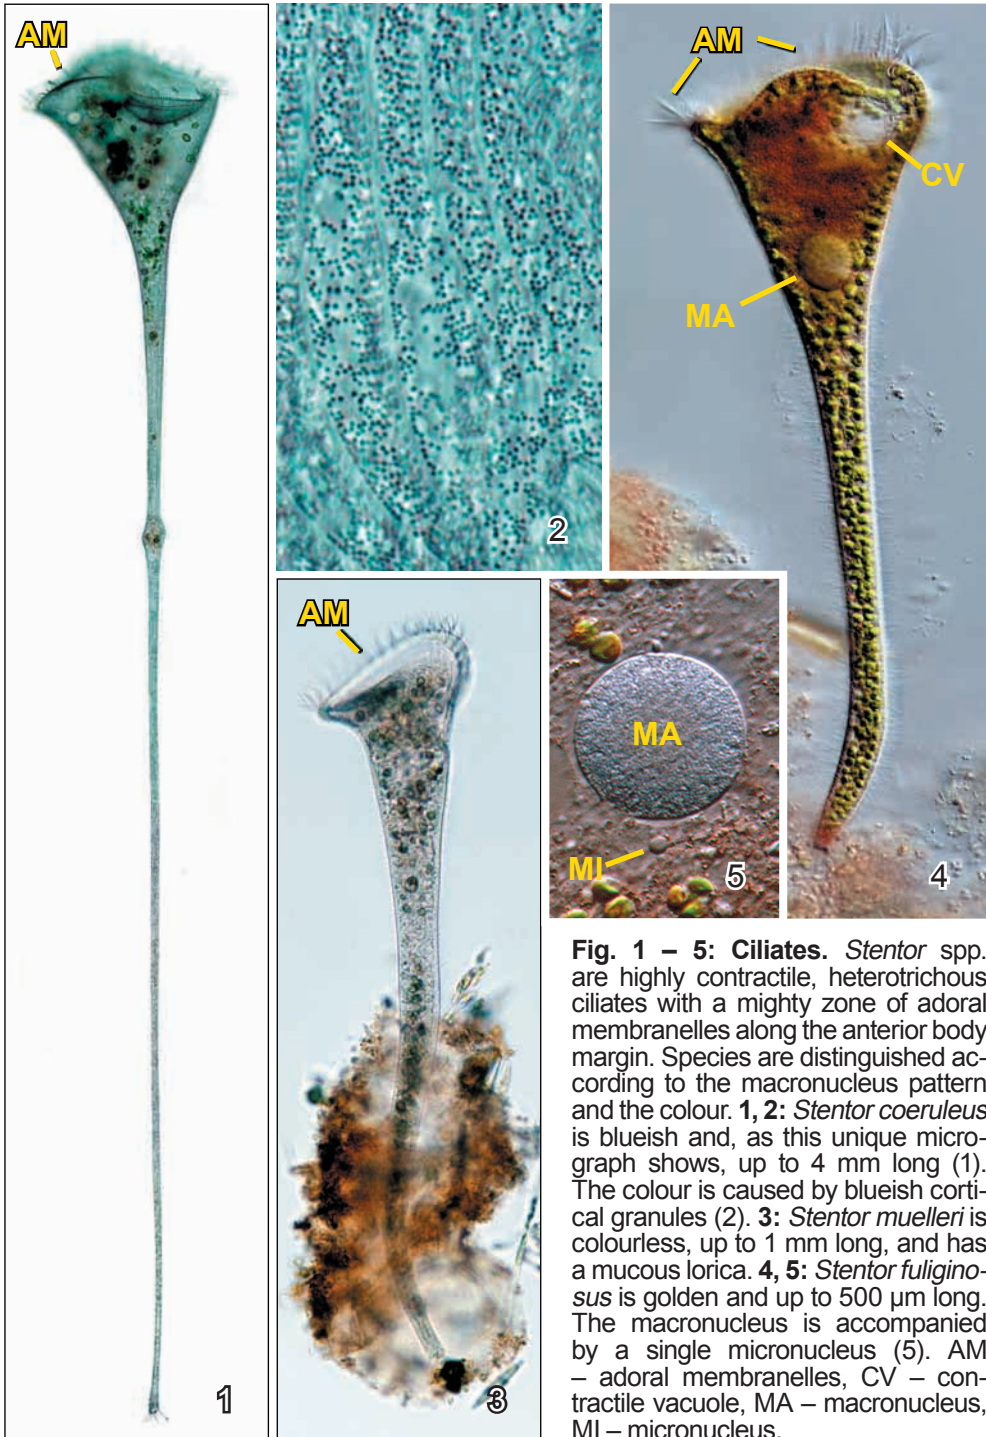 AM
1
2
AM
CV
MA
4
AM
3
MA
MI
5
Fig. 1 – 5: Ciliates. Stentor spp.
are highly contractile, heterotrichous
ciliates with a mighty zone of adoral
membranelles along the anterior body
margin. Species are distinguished ac-
cording to the macronucleus pattern
and the colour. 1, 2: Stentor coeruleus
is blueish and, as this unique micro-
graph shows, up to 4 mm long (1).
The colour is caused by blueish corti-
cal granules (2). 3: Stentor muelleri is
colourless, up to 1 mm long, and has
a mucous lorica. 4, 5: Stentor fuligino-
sus is golden and up to 500 µm long.
The macronucleus is accompanied
by a single micronucleus (5). AM
– adoral membranelles, CV – con-
tractile vacuole, MA – macronucleus,
MI – micronucleus.